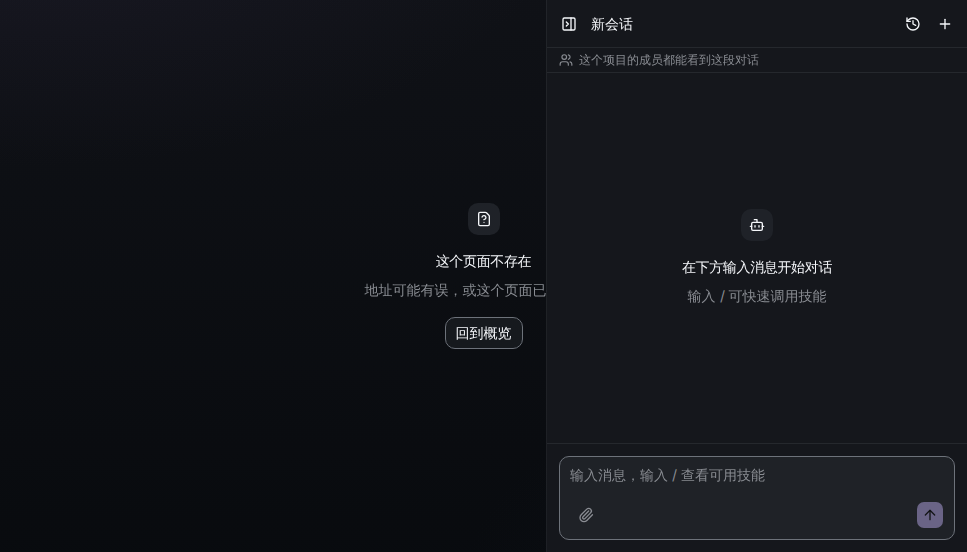 新会话
这个项目的成员都能看到这段对话
这个页面不存在
地址可能有误，或这个页面已
回到概览
在下方输入消息开始对话
输入 / 可快速调用技能
输入消息，输入 / 查看可用技能